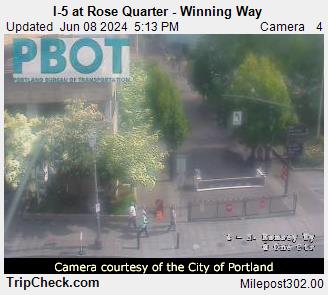 I-5 at Rose Quarter - Winning Way
Updated Jun 08 2024 5:13 PM Camera 4
PBOT
PORTLAND BUREAU OF TRANSPORTATION
Camera courtesy of the City of Portland
TripCheck.com Milepost302.00